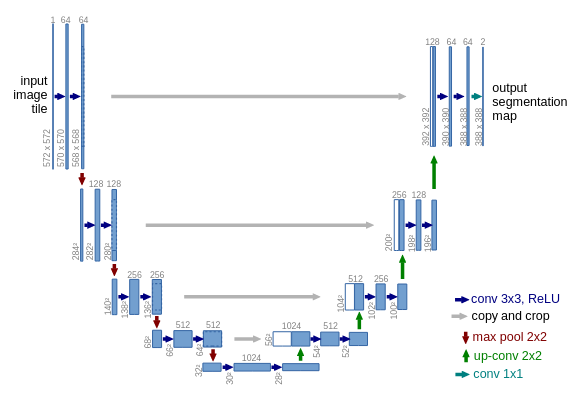 1 64 64
128 64 64 2
input
image
tile
output
segmentation
map
572 x 572
570 x 570
568 x 568
392 x 392
390 x 390
388 x 388
388 x 388
128 128
256 128
284²
282²
280²
200²
198²
196²
256 256
512 256
140²
138²
136²
104²
102²
100²
512 512
1024 512
68²
66²
64²
56²
54²
52²
1024
32²
30²
28²
conv 3x3, ReLU
copy and crop
max pool 2x2
up-conv 2x2
conv 1x1